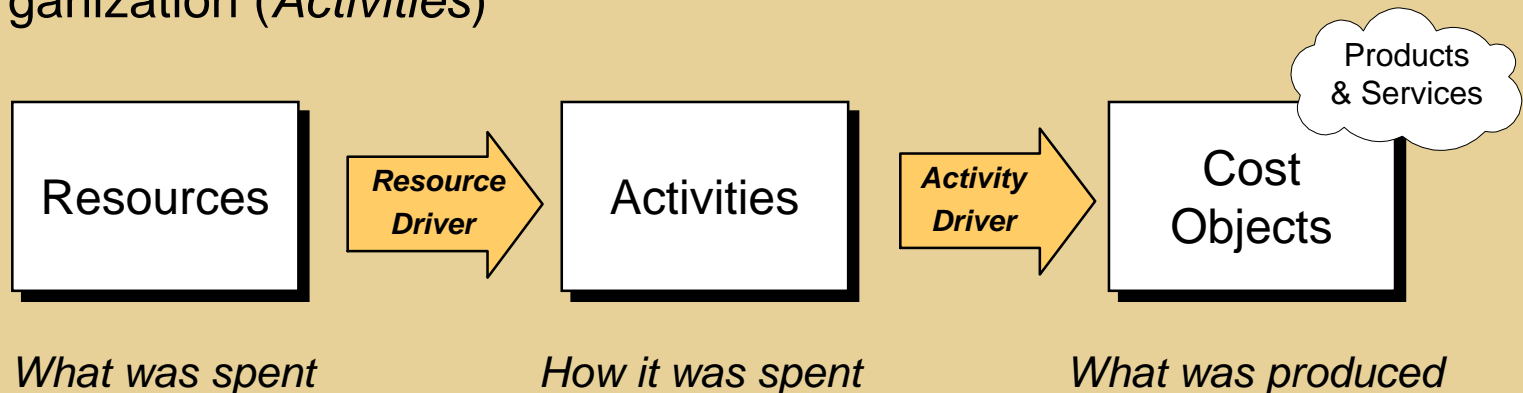 ganization (Activities)
Products
& Services
Resources
Resource
Driver
Activities
Activity
Driver
Cost
Objects
What was spent
How it was spent
What was produced